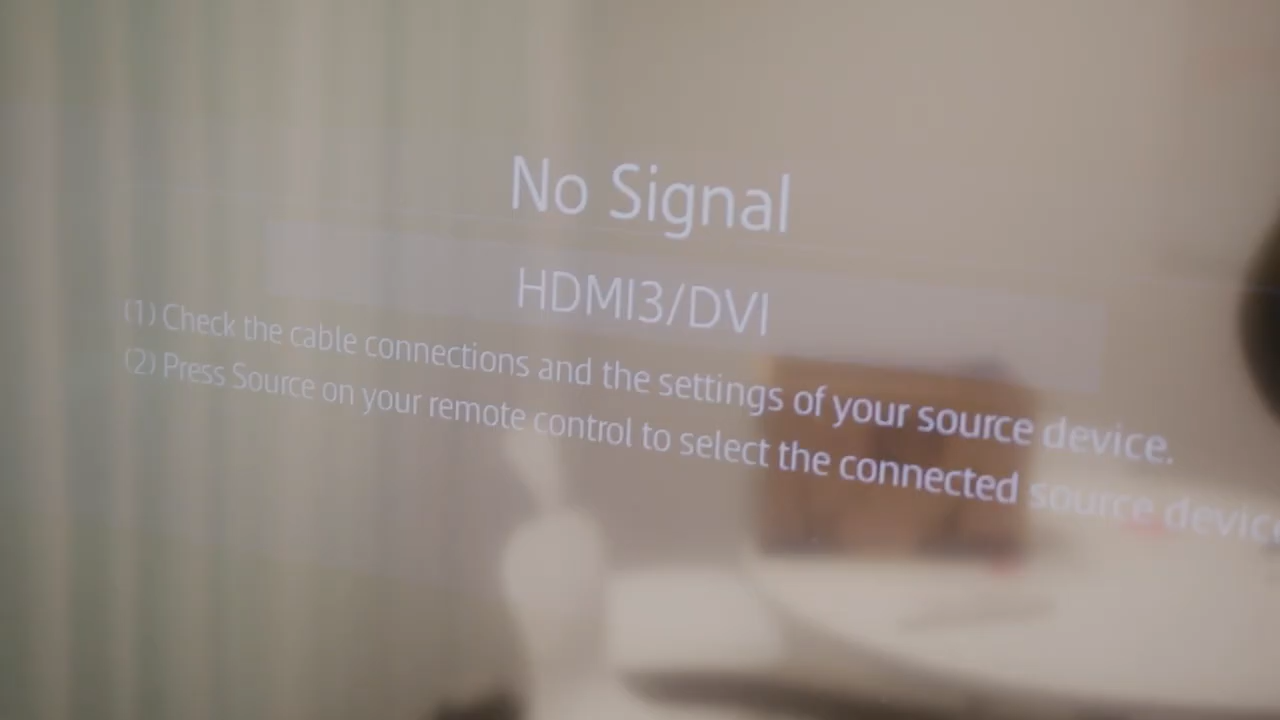 No Signal
HDMI3/DVI
(1) Check the cable connections and the settings of your source device.
(2) Press Source on your remote control to select the connected source device